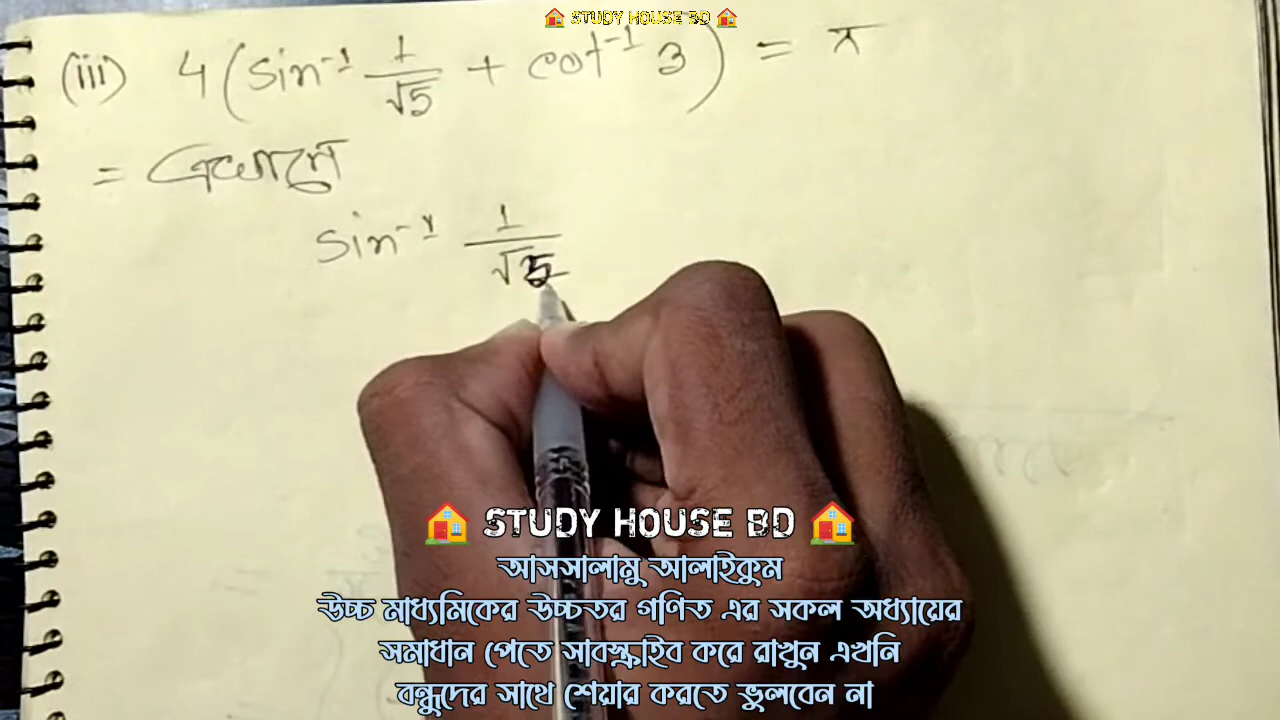 🏠 STUDY HOUSE BD 🏠
(iii) 4(sin⁻¹ 1/√5 + cot⁻¹ 3) = π
= এখানে
sin⁻¹ 1/√5
🏠 STUDY HOUSE BD 🏠
আসসালামু আলাইকুম
উচ্চ মাধ্যমিকের উচ্চতর গণিত এর সকল অধ্যায়ের
সমাধান পেতে সাবস্ক্রাইব করে রাখুন এখনি
বন্ধুদের সাথে শেয়ার করতে ভুলবেন না